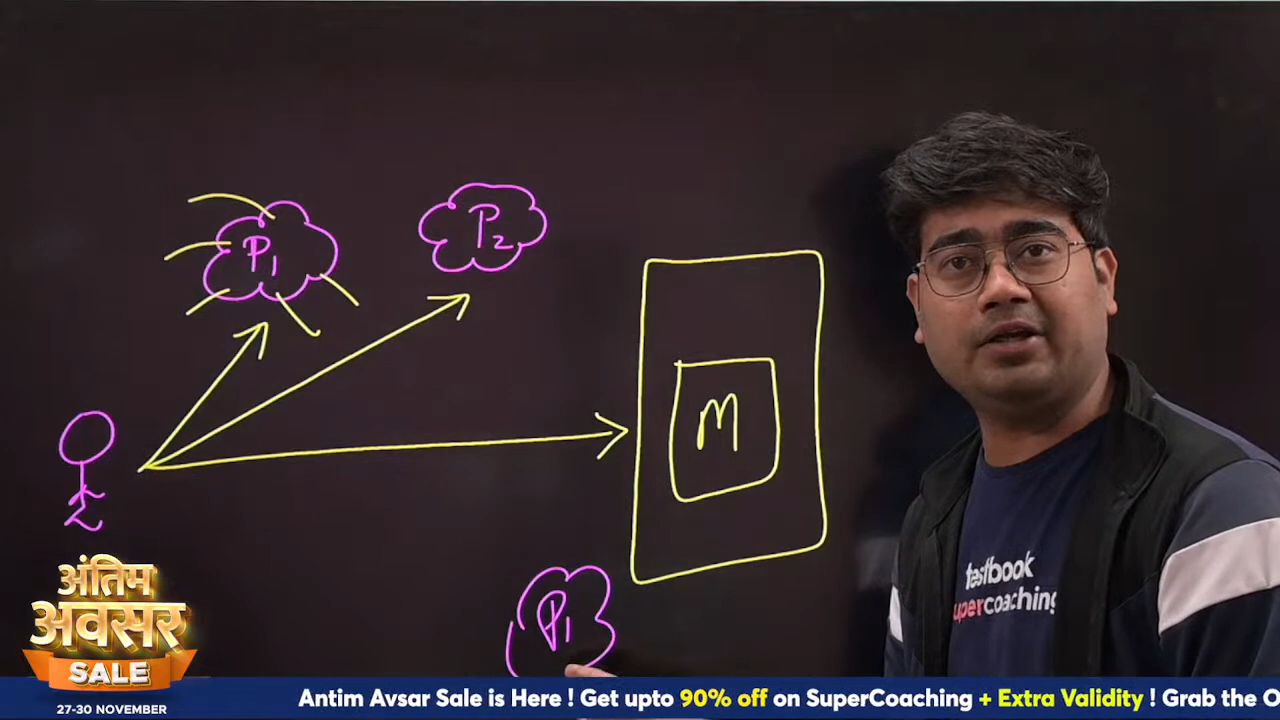 P1
P2
M
P1
testbook
supercoaching
अंतिम
अवसर
SALE
27-30 NOVEMBER
Antim Avsar Sale is Here ! Get upto 90% off on SuperCoaching + Extra Validity ! Grab the O